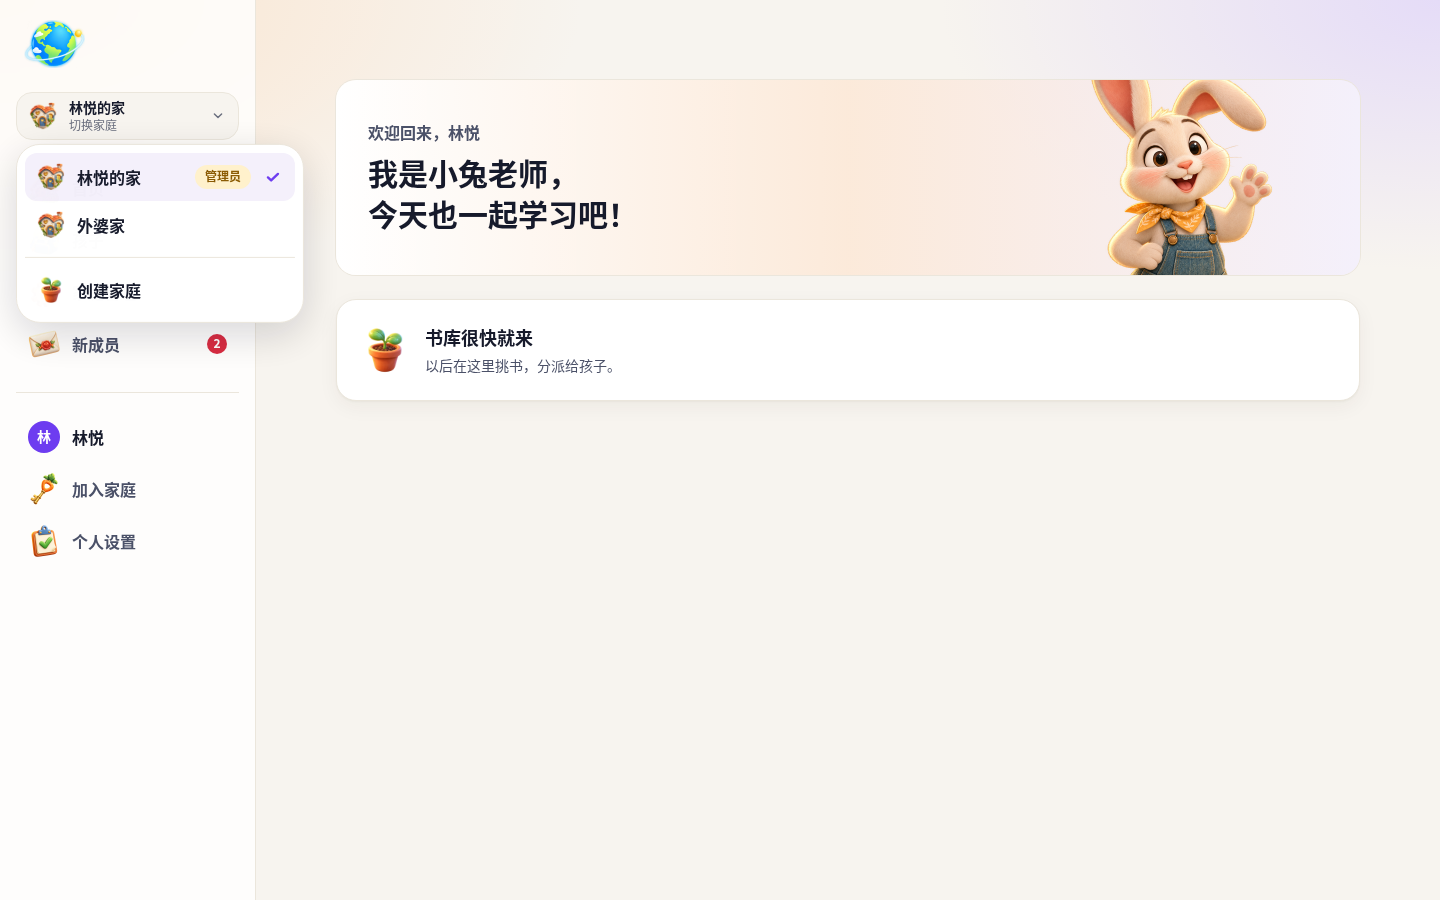 林悦的家
切换家庭
林悦的家
管理员
外婆家
创建家庭
新成员
2
林
林悦
加入家庭
个人设置
欢迎回来，林悦
我是小兔老师，
今天也一起学习吧！
书库很快就来
以后在这里挑书，分派给孩子。